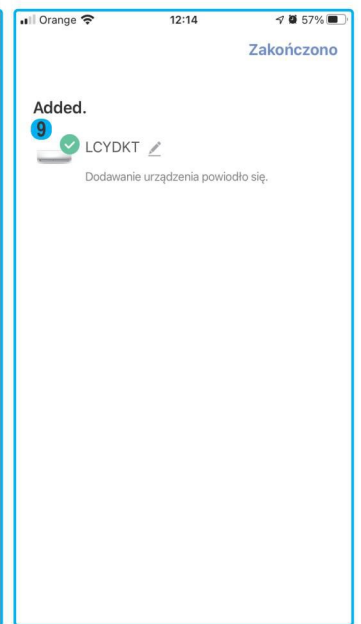 Orange 12:14 57%
Zakończono
Added.
9
LCYDKT
Dodawanie urządzenia powiodło się.